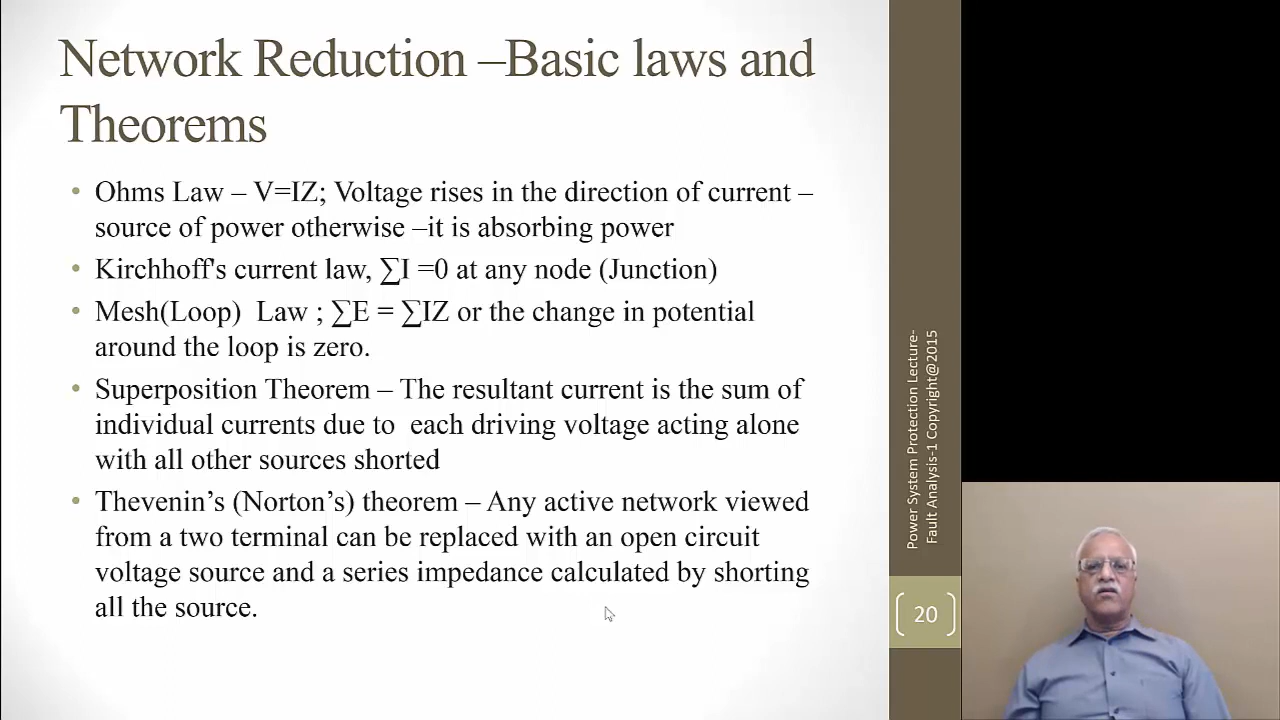 Network Reduction –Basic laws and
Theorems
• Ohms Law – V=IZ; Voltage rises in the direction of current –
source of power otherwise –it is absorbing power
• Kirchhoff's current law, ∑I =0 at any node (Junction)
• Mesh(Loop)  Law ; ∑E = ∑IZ or the change in potential
around the loop is zero.
• Superposition Theorem – The resultant current is the sum of
individual currents due to  each driving voltage acting alone
with all other sources shorted
• Thevenin’s (Norton’s) theorem – Any active network viewed
from a two terminal can be replaced with an open circuit
voltage source and a series impedance calculated by shorting
all the source.
Power System Protection Lecture-
Fault Analysis-1 Copyright@2015
20